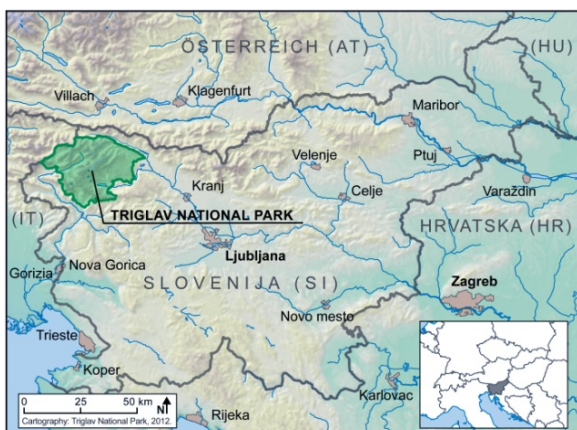 ÖSTERREICH (AT)
(HU)
Villach
Klagenfurt
Maribor
Ptuj
Velenje
Celje
Varaždin
Kranj
(IT)
TRIGLAV NATIONAL PARK
HRVATSKA (HR)
Ljubljana
Gorizia
Nova Gorica
SLOVENIJA (SI)
Zagreb
Novo mesto
Trieste
Koper
Karlovac
Rijeka
0 25 50 km
N
Cartography: Triglav National Park, 2012.